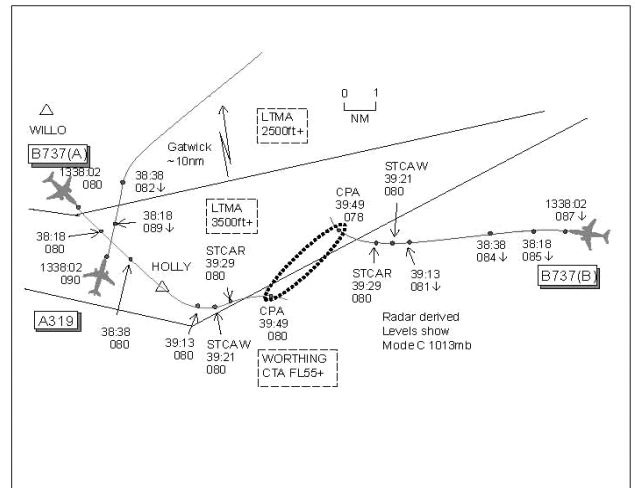 0 1
NM
LTMA
2500ft+
WILLO
Gatwick
~10nm
B737(A)
1338:02
080
38:38
082↓
STCAW
39:21
080
CPA
39:49
078
1338:02
087↓
LTMA
3500ft+
38:18
089↓
38:18
080
1338:02
090
HOLLY
STCAR
39:29
080
STCAR
39:29
080
39:13
081↓
38:38
084↓
38:18
085↓
B737(B)
A319
38:38
080
39:13
080
STCAW
39:21
080
CPA
39:49
080
Radar derived
Levels show
Mode C 1013mb
WORTHING
CTA FL55+